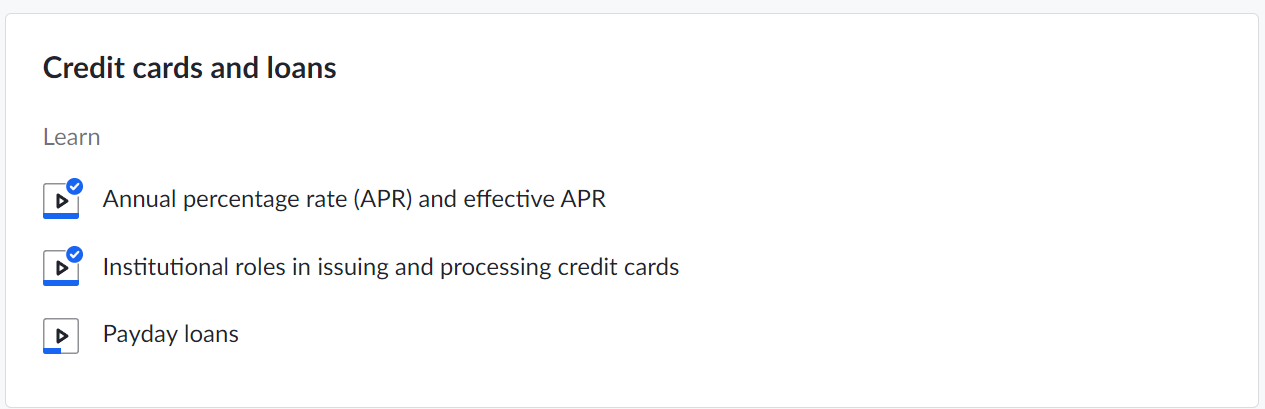 Credit cards and loans
Learn
Annual percentage rate (APR) and effective APR
Institutional roles in issuing and processing credit cards
Payday loans